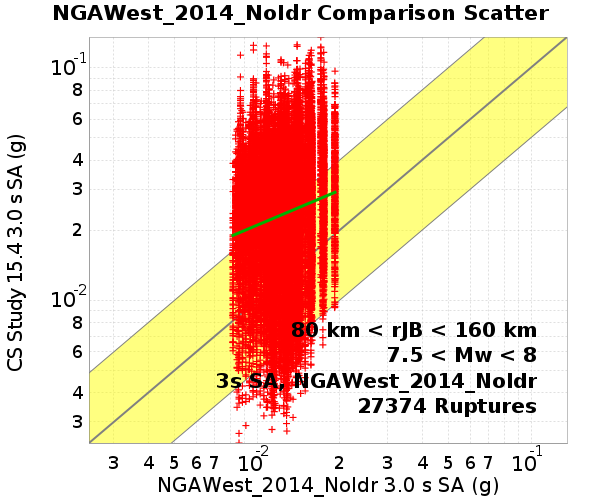 NGAWest_2014_NoIdr Comparison Scatter
10-1
8
6
4
3
2
10-2
8
6
4
3
CS Study 15.4 3.0 s SA (g)
80 km < rJB < 160 km
7.5 < Mw < 8
3s SA, NGAWest_2014_NoIdr
27374 Ruptures
3 4 5 6 7 10-2 2 3 4 5 6 7 10-1
NGAWest_2014_NoIdr 3.0 s SA (g)